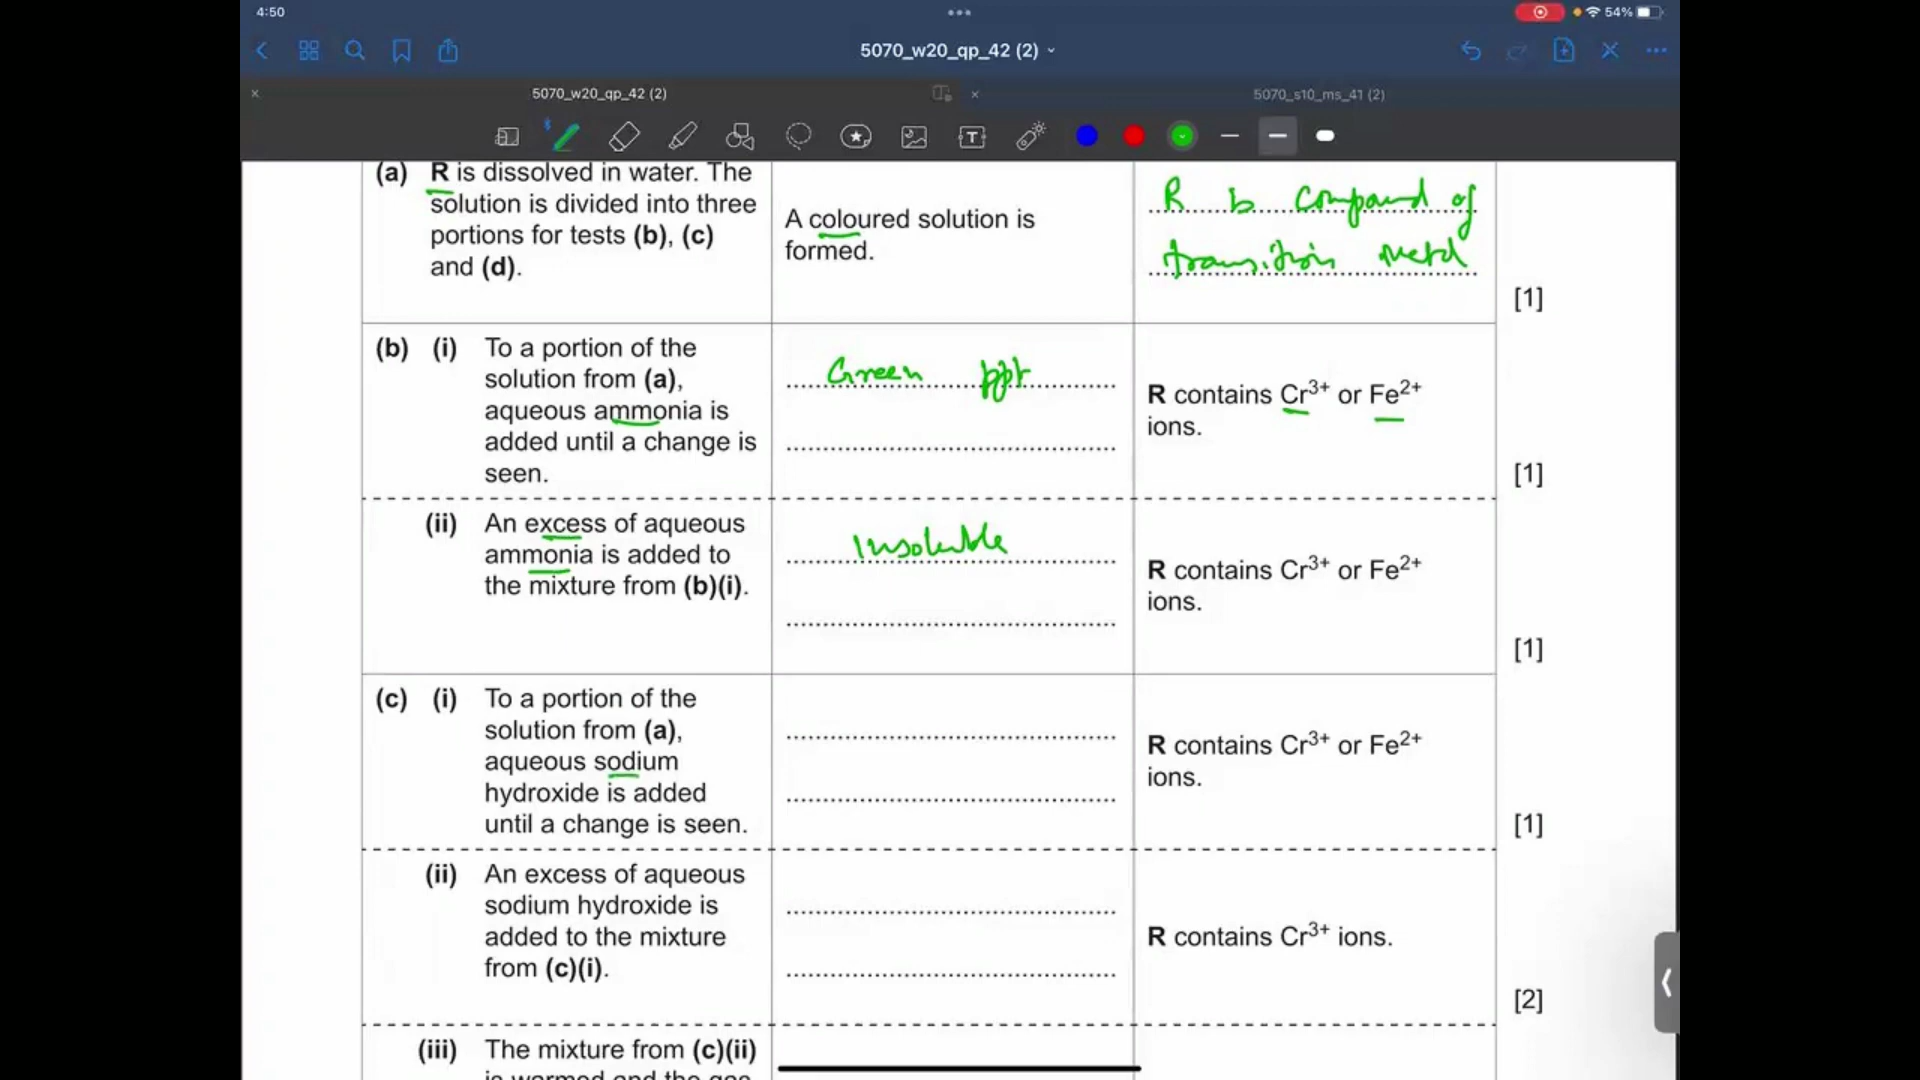 4:50
54%
5070_w20_qp_42 (2)
5070_w20_qp_42 (2)
5070_s10_ms_41 (2)
(a) R is dissolved in water. The
solution is divided into three
portions for tests (b), (c)
and (d).
A coloured solution is
formed.
R is compound of
transition metal
[1]
(b) (i) To a portion of the
solution from (a),
aqueous ammonia is
added until a change is
seen.
Green ppt
R contains Cr3+ or Fe2+
ions.
[1]
(ii) An excess of aqueous
ammonia is added to
the mixture from (b)(i).
Insoluble
R contains Cr3+ or Fe2+
ions.
[1]
(c) (i) To a portion of the
solution from (a),
aqueous sodium
hydroxide is added
until a change is seen.
R contains Cr3+ or Fe2+
ions.
[1]
(ii) An excess of aqueous
sodium hydroxide is
added to the mixture
from (c)(i).
R contains Cr3+ ions.
[2]
(iii) The mixture from (c)(ii)
is warmed and the gas